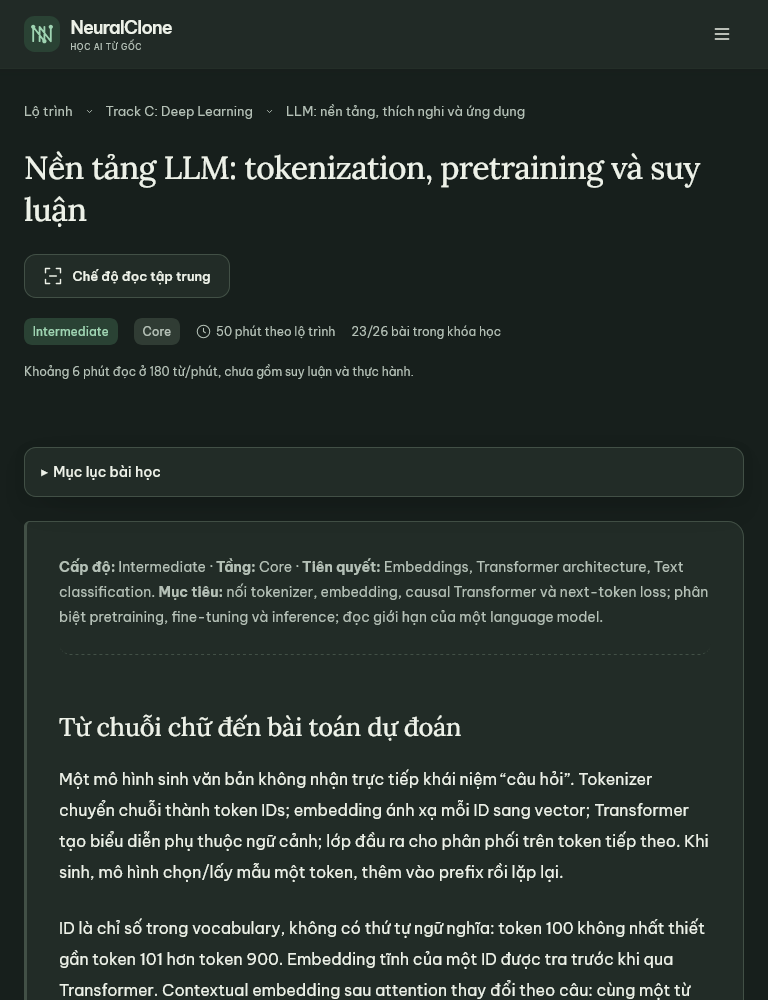 NeuralClone
HỌC AI TỪ GỐC
Lộ trình
Track C: Deep Learning
LLM: nền tảng, thích nghi và ứng dụng
Nền tảng LLM: tokenization, pretraining và suy
luận
Chế độ đọc tập trung
Intermediate
Core
50 phút theo lộ trình
23/26 bài trong khóa học
Khoảng 6 phút đọc ở 180 từ/phút, chưa gồm suy luận và thực hành.
▸ Mục lục bài học
Cấp độ: Intermediate · Tầng: Core · Tiên quyết: Embeddings, Transformer architecture, Text
classification. Mục tiêu: nối tokenizer, embedding, causal Transformer và next-token loss; phân
biệt pretraining, fine-tuning và inference; đọc giới hạn của một language model.
Từ chuỗi chữ đến bài toán dự đoán
Một mô hình sinh văn bản không nhận trực tiếp khái niệm “câu hỏi”. Tokenizer
chuyển chuỗi thành token IDs; embedding ánh xạ mỗi ID sang vector; Transformer
tạo biểu diễn phụ thuộc ngữ cảnh; lớp đầu ra cho phân phối trên token tiếp theo. Khi
sinh, mô hình chọn/lấy mẫu một token, thêm vào prefix rồi lặp lại.
ID là chỉ số trong vocabulary, không có thứ tự ngữ nghĩa: token 100 không nhất thiết
gần token 101 hơn token 900. Embedding tĩnh của một ID được tra trước khi qua
Transformer. Contextual embedding sau attention thay đổi theo câu: cùng một từ